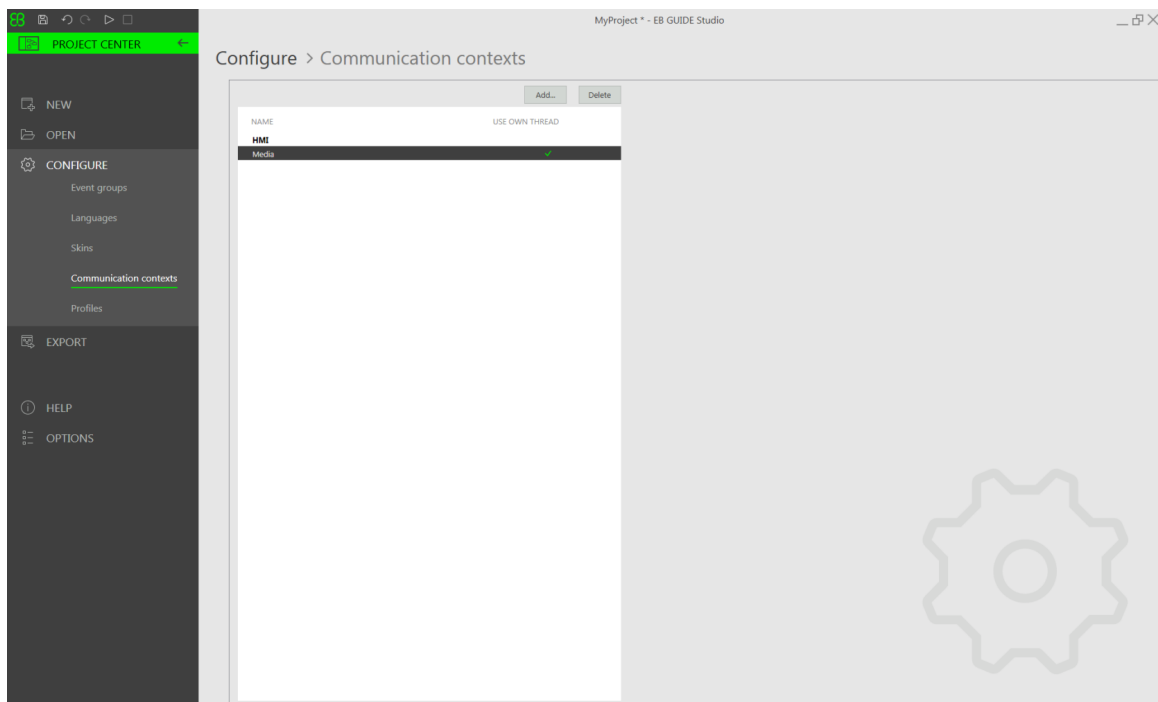 EB
MyProject * - EB GUIDE Studio
PROJECT CENTER
Configure > Communication contexts
NEW
OPEN
CONFIGURE
Event groups
Languages
Skins
Communication contexts
Profiles
EXPORT
HELP
OPTIONS
Add... Delete
NAME USE OWN THREAD
HMI
Media